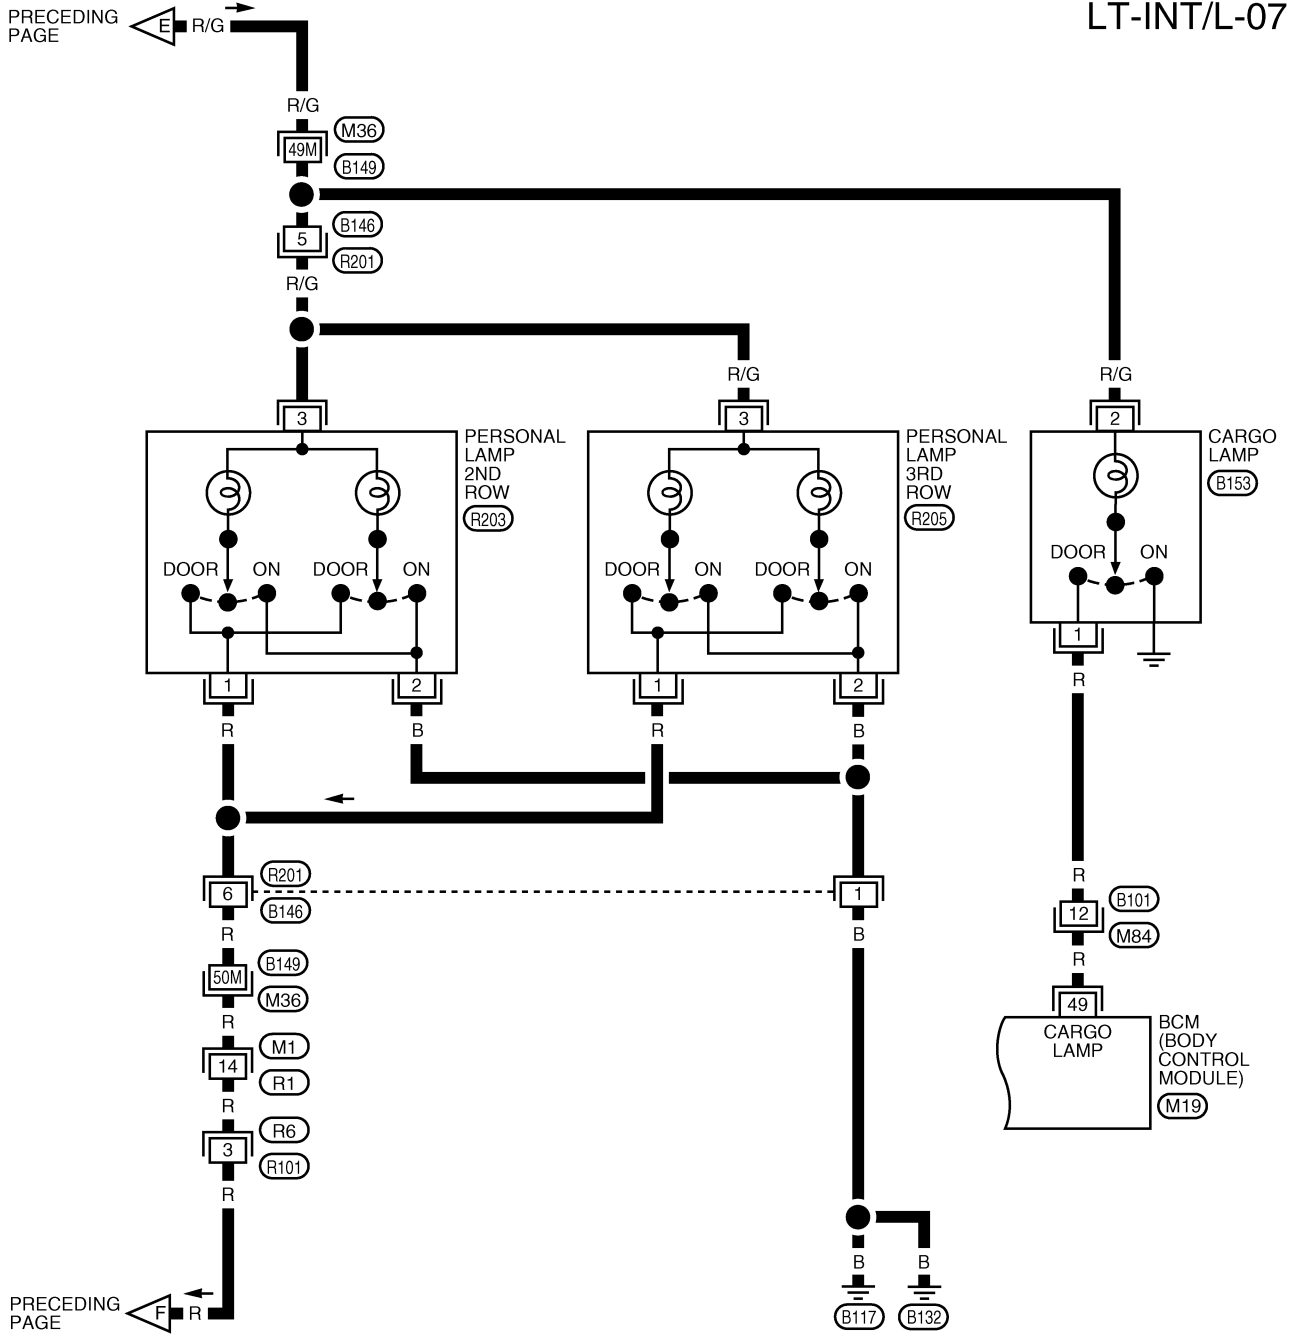 LT-INT/L-07
PRECEDING
PAGE
E
R/G
R/G
M36
49M
B149
B146
5
R201
R/G
R/G
R/G
3
3
2
PERSONAL
LAMP
2ND
ROW
R203
PERSONAL
LAMP
3RD
ROW
R205
CARGO
LAMP
B153
DOOR
ON
DOOR
ON
DOOR
ON
DOOR
ON
DOOR
ON
1
2
1
2
1
R
B
R
B
R
R201
6
B146
1
R
B101
12
M84
R
B
R
B149
50M
M36
R
49
CARGO
LAMP
BCM
(BODY
CONTROL
MODULE)
M19
M1
14
R1
R
R6
3
R101
R
B
B
B117
B132
PRECEDING
PAGE
F
R